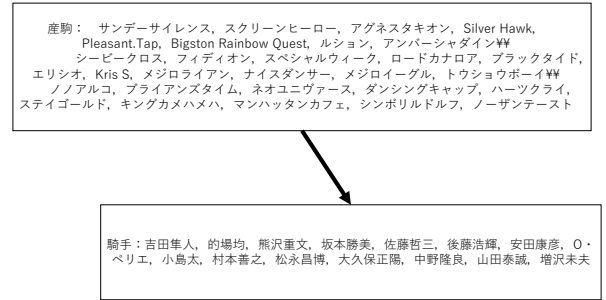 産駒： サンデーサイレンス, スクリーンヒーロー, アグネスタキオン, Silver Hawk,
Pleasant.Tap, Bigston Rainbow Quest, ルション, アンバーシャダイン¥¥
シービークロス, フィディオン, スペシャルウィーク, ロードカナロア, ブラックタイド,
エリシオ, Kris S, メジロライアン, ナイスダンサー, メジロイーグル, トウショウボーイ¥¥
ノノアルコ, ブライアンズタイム, ネオユニヴァース, ダンシングキャップ, ハーツクライ,
ステイゴールド, キングカメハメハ, マンハッタンカフェ, シンボリルドルフ, ノーザンテースト
騎手：吉田隼人, 的場均, 熊沢重文, 坂本勝美, 佐藤哲三, 後藤浩輝, 安田康彦, O・
ペリエ, 小島太, 村本善之, 松永昌博, 大久保正陽, 中野隆良, 山田泰誠, 増沢末夫